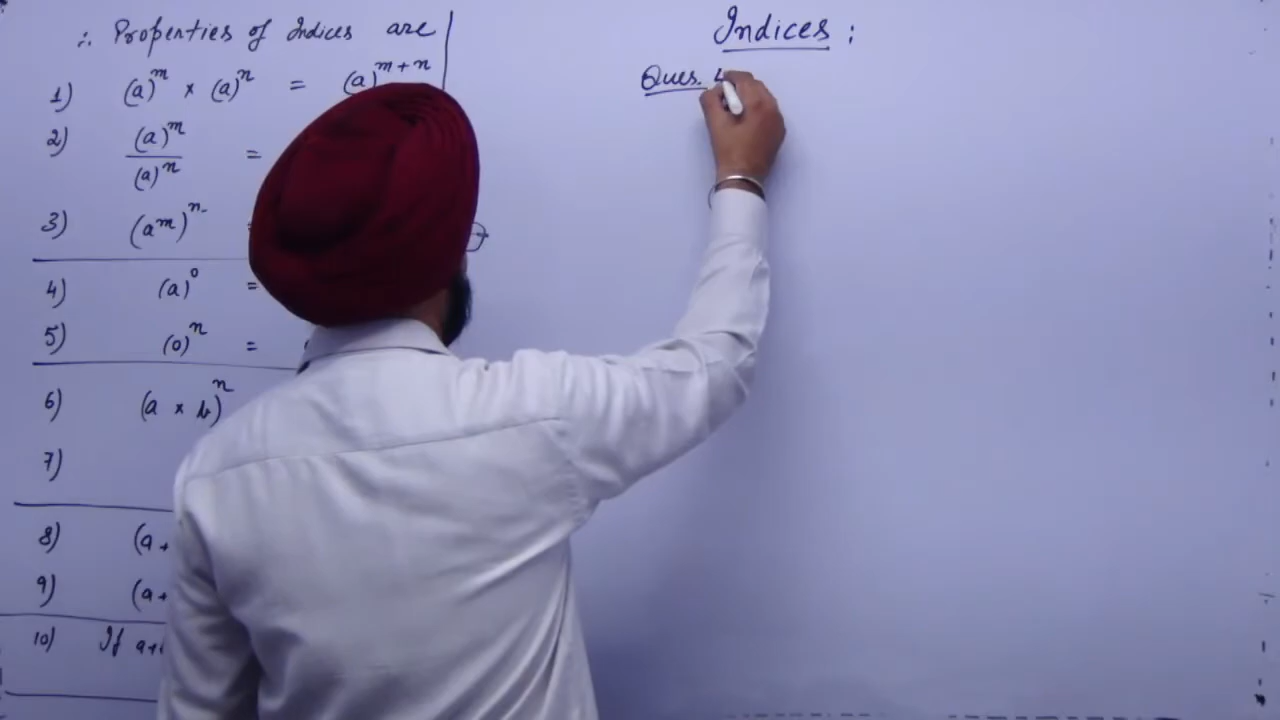 ∴ Properties of Indices are
1) (a)^m × (a)^n = (a)^{m+n}
2) (a)^m / (a)^n =
3) (a^m)^n
4) (a)^0 =
5) (0)^n =
6) (a × b)^n
7)
8) (a +
9) (a +
10) If a +
Indices :
Ques.